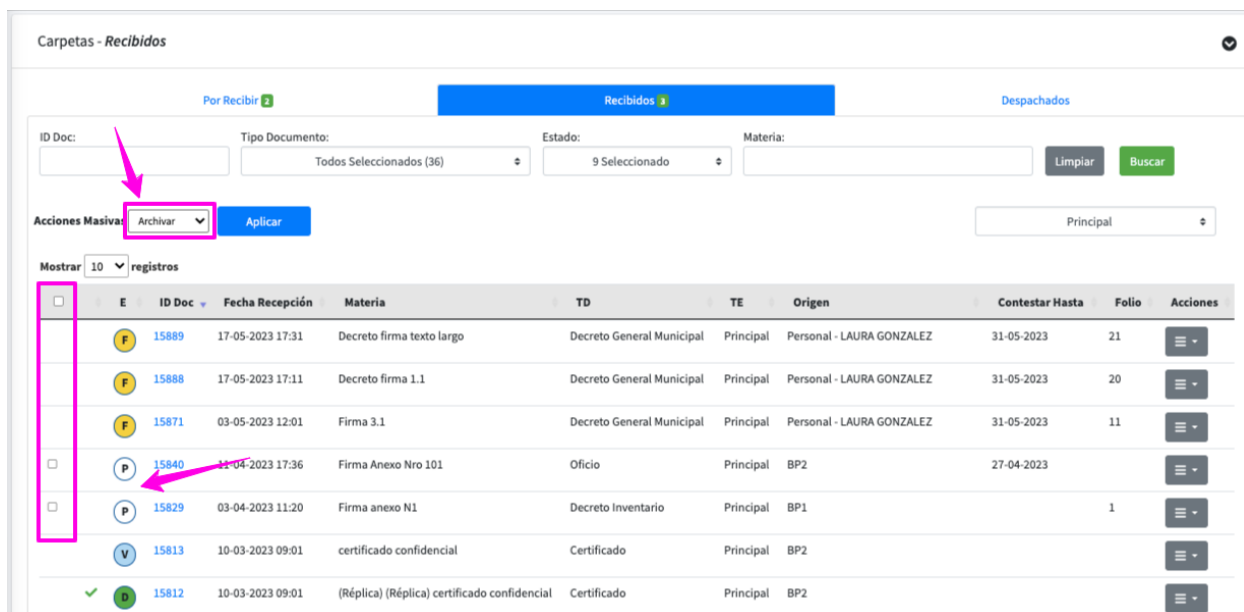 Carpetas - Recibidos
Por Recibir 2 Recibidos 3 Despachados
ID Doc: Tipo Documento: Estado: Materia:
Todos Seleccionados (36) 9 Seleccionado Limpiar Buscar
Acciones Masivas Archivar Aplicar Principal
Mostrar 10 registros
E ID Doc Fecha Recepción Materia TD TE Origen Contestar Hasta Folio Acciones
F 15889 17-05-2023 17:31 Decreto firma texto largo Decreto General Municipal Principal Personal - LAURA GONZALEZ 31-05-2023 21
F 15888 17-05-2023 17:11 Decreto firma 1.1 Decreto General Municipal Principal Personal - LAURA GONZALEZ 31-05-2023 20
F 15871 03-05-2023 12:01 Firma 3.1 Decreto General Municipal Principal Personal - LAURA GONZALEZ 31-05-2023 11
P 15840 11-04-2023 17:36 Firma Anexo Nro 101 Oficio Principal BP2 27-04-2023
P 15829 03-04-2023 11:20 Firma anexo N1 Decreto Inventario Principal BP1 1
V 15813 10-03-2023 09:01 certificado confidencial Certificado Principal BP2
D 15812 10-03-2023 09:01 (Réplica) (Réplica) certificado confidencial Certificado Principal BP2